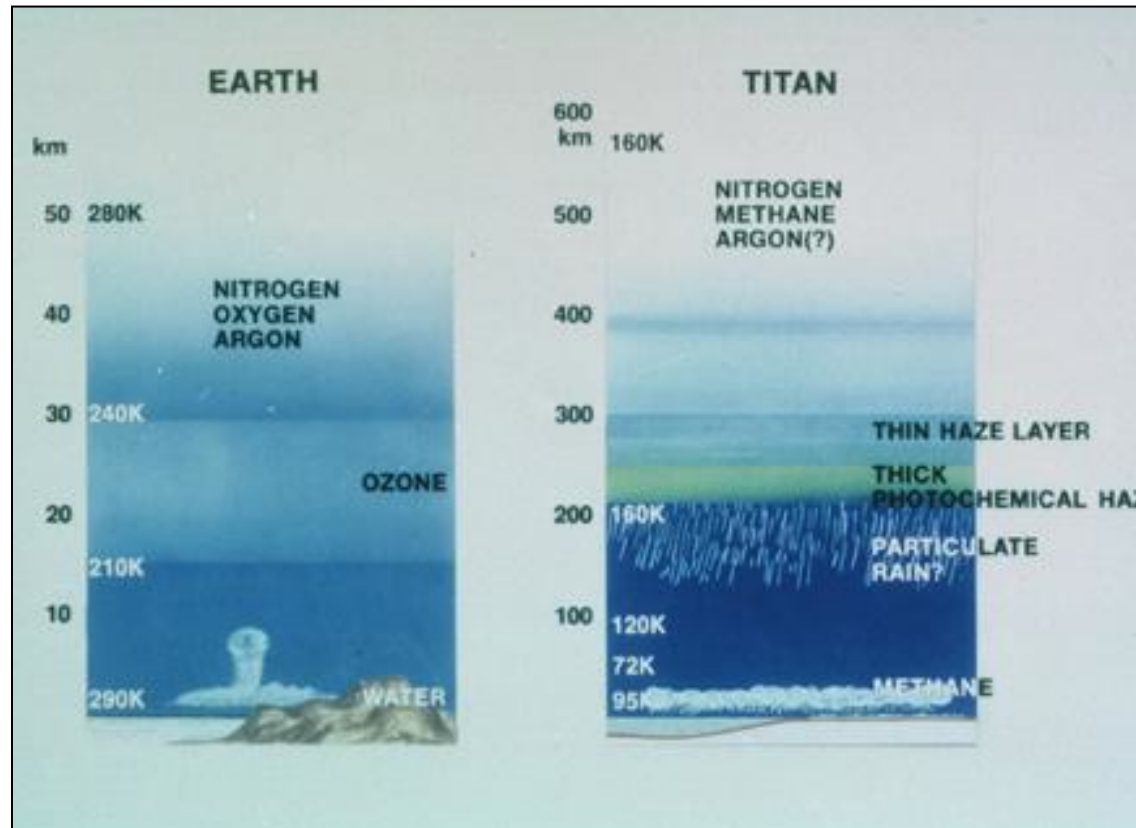 EARTH
km
50 280K
NITROGEN
40 OXYGEN
ARGON
30 240K
OZONE
20
210K
10
290K WATER
TITAN
600
km 160K
NITROGEN
500 METHANE
ARGON(?)
400
300
THIN HAZE LAYER
THICK
PHOTOCHEMICAL HAZ
200 160K
PARTICULATE
RAIN?
100 120K
72K
METHANE
95K